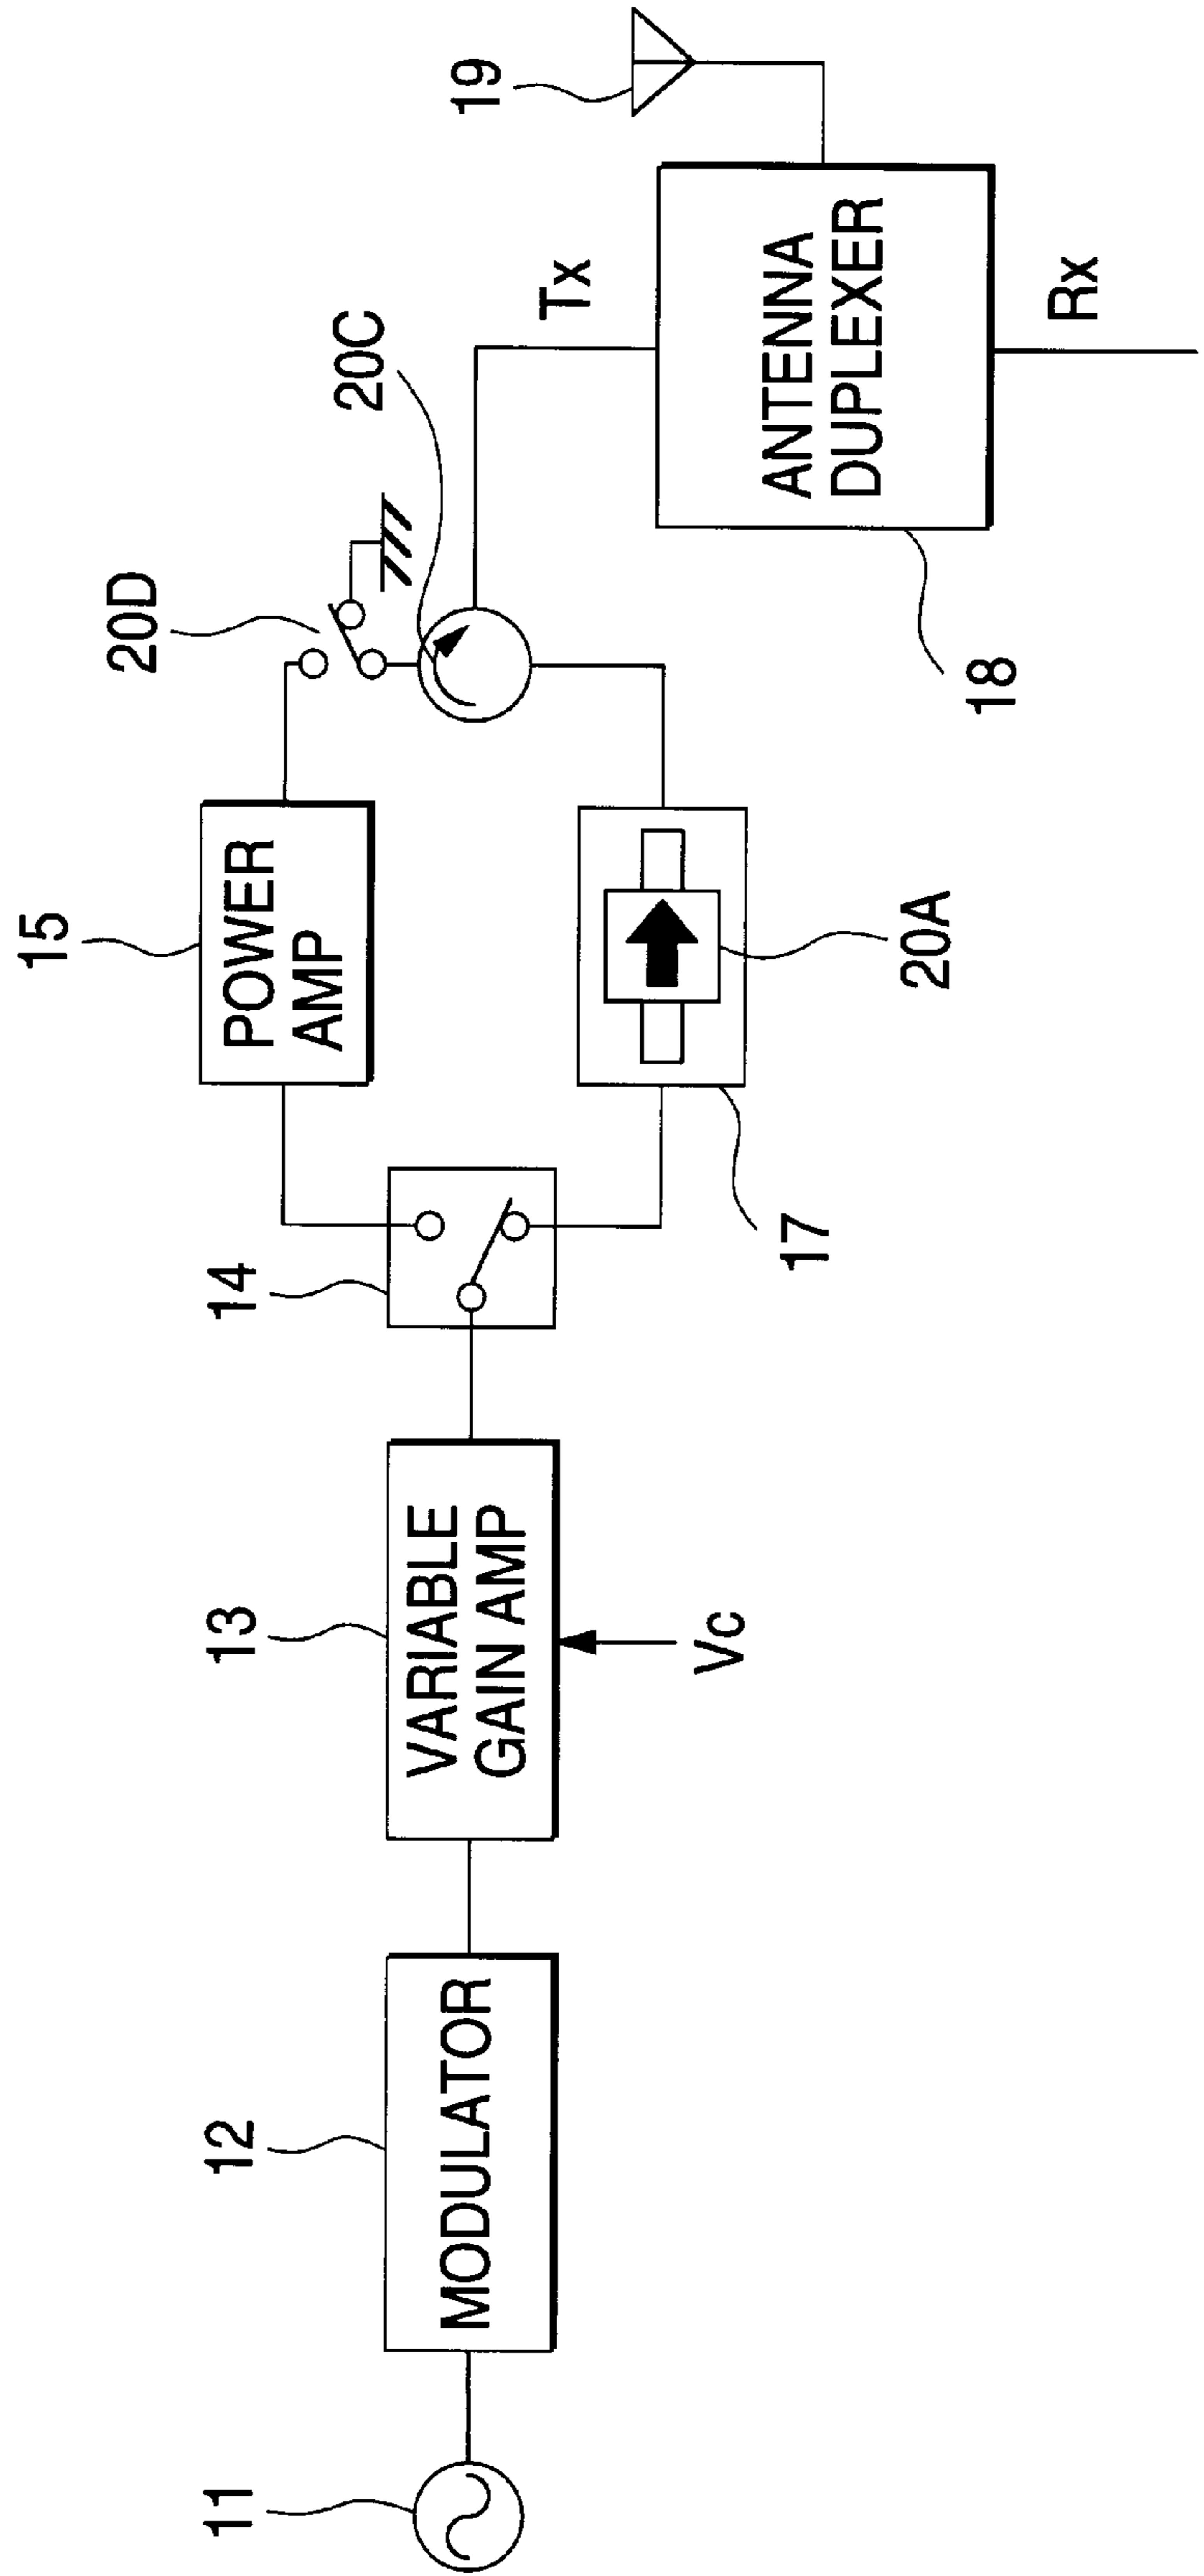 11
12
MODULATOR
13
VARIABLE
GAIN AMP
Vc
14
15
POWER
AMP
17
20A
20D
20C
Tx
ANTENNA
DUPLEXER
18
Rx
19